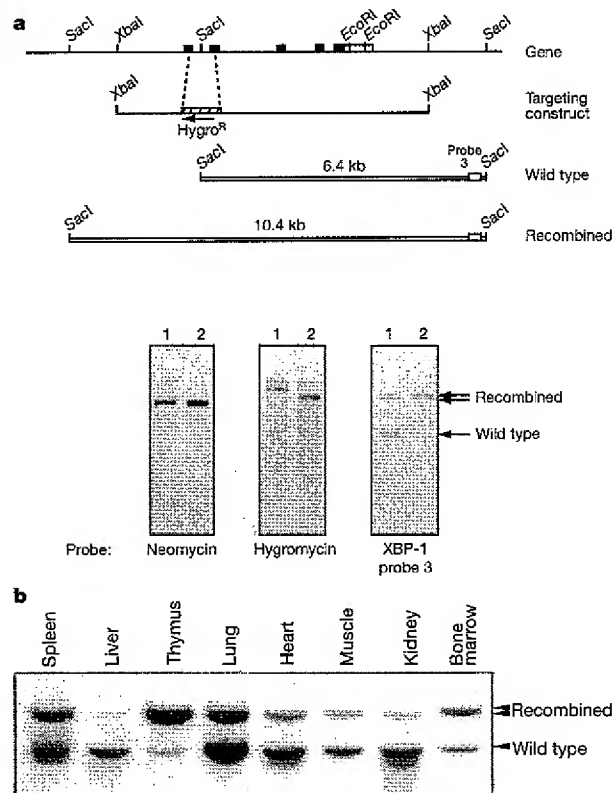 a
SacI XbaI SacI EcoRI EcoRI XbaI SacI
Gene
XbaI XbaI
Targeting
construct
Hygroᴿ
SacI 6.4 kb Probe
3 SacI
Wild type
SacI 10.4 kb SacI
Recombined
1 2 1 2 1 2
Recombined
Wild type
Probe: Neomycin Hygromycin XBP-1
probe 3
b
Spleen Liver Thymus Lung Heart Muscle Kidney Bone
marrow
Recombined
Wild type